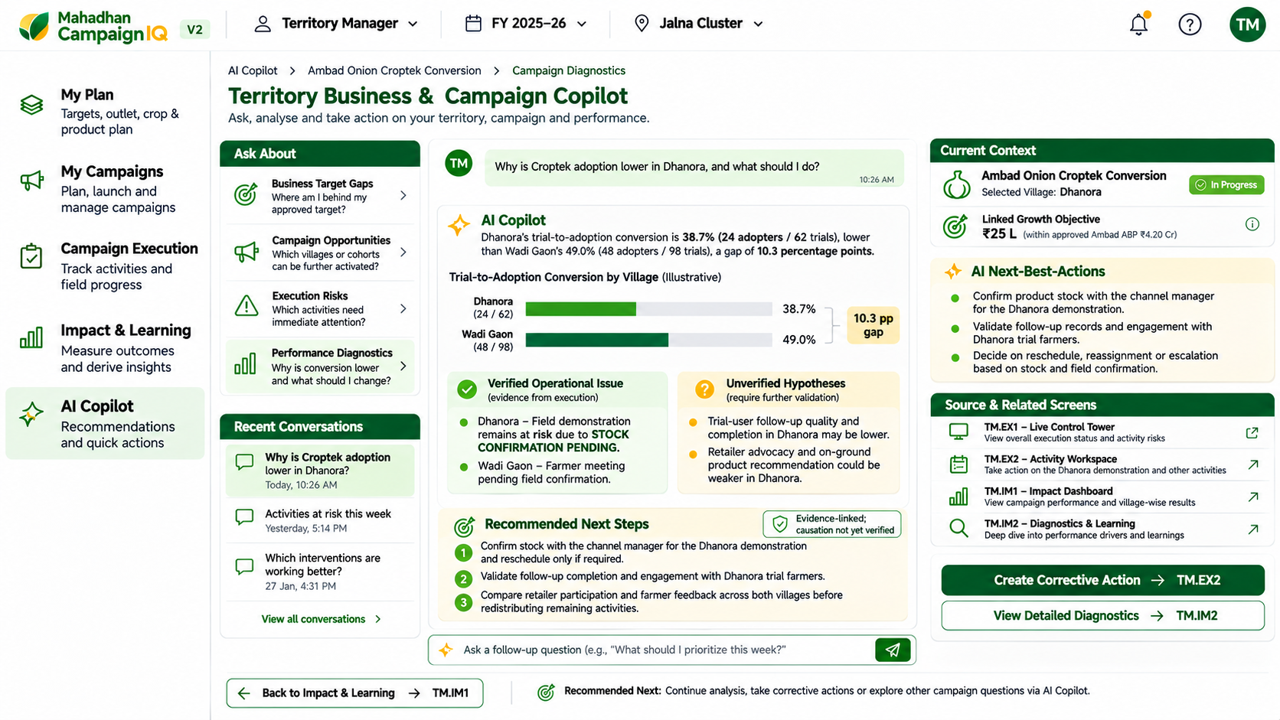 Mahadhan
CampaignIQ V2
Territory Manager
FY 2025–26
Jalna Cluster
TM
My Plan
Targets, outlet, crop &
product plan
My Campaigns
Plan, launch and
manage campaigns
Campaign Execution
Track activities and
field progress
Impact & Learning
Measure outcomes
and derive insights
AI Copilot
Recommendations
and quick actions
AI Copilot > Ambad Onion Croptek Conversion > Campaign Diagnostics
Territory Business & Campaign Copilot
Ask, analyse and take action on your territory, campaign and performance.
Ask About
Business Target Gaps
Where am I behind my
approved target?
Campaign Opportunities
Which villages or cohorts
can be further activated?
Execution Risks
Which activities need
immediate attention?
Performance Diagnostics
Why is conversion lower
and what should I change?
Recent Conversations
Why is Croptek adoption
lower in Dhanora?
Today, 10:26 AM
Activities at risk this week
Yesterday, 5:14 PM
Which interventions are
working better?
27 Jan, 4:31 PM
View all conversations >
TM
Why is Croptek adoption lower in Dhanora, and what should I do?
10:26 AM
AI Copilot
Dhanora's trial-to-adoption conversion is 38.7% (24 adopters / 62 trials), lower
than Wadi Gaon's 49.0% (48 adopters / 98 trials), a gap of 10.3 percentage points.
Trial-to-Adoption Conversion by Village (Illustrative)
Dhanora
(24 / 62)
38.7%
Wadi Gaon
(48 / 98)
49.0%
10.3 pp
gap
Verified Operational Issue
(evidence from execution)
Dhanora – Field demonstration
remains at risk due to STOCK
CONFIRMATION PENDING.
Wadi Gaon – Farmer meeting
pending field confirmation.
Unverified Hypotheses
(require further validation)
Trial-user follow-up quality and
completion in Dhanora may be lower.
Retailer advocacy and on-ground
product recommendation could be
weaker in Dhanora.
Recommended Next Steps
Evidence-linked;
causation not yet verified
1 Confirm stock with the channel manager for the Dhanora demonstration
and reschedule only if required.
2 Validate follow-up completion and engagement with Dhanora trial farmers.
3 Compare retailer participation and farmer feedback across both villages before
redistributing remaining activities.
Ask a follow-up question (e.g., "What should I prioritize this week?"
Current Context
Ambad Onion Croptek Conversion
Selected Village: Dhanora
In Progress
Linked Growth Objective
₹25 L (within approved Ambad ABP ₹4.20 Cr)
AI Next-Best-Actions
Confirm product stock with the channel manager
for the Dhanora demonstration.
Validate follow-up records and engagement with
Dhanora trial farmers.
Decide on reschedule, reassignment or escalation
based on stock and field confirmation.
Source & Related Screens
TM.EX1 – Live Control Tower
View overall execution status and activity risks
TM.EX2 – Activity Workspace
Take action on the Dhanora demonstration and other activities
TM.IM1 – Impact Dashboard
View campaign performance and village-wise results
TM.IM2 – Diagnostics & Learning
Deep dive into performance drivers and learnings
Create Corrective Action → TM.EX2
View Detailed Diagnostics → TM.IM2
← Back to Impact & Learning → TM.IM1
Recommended Next: Continue analysis, take corrective actions or explore other campaign questions via AI Copilot.